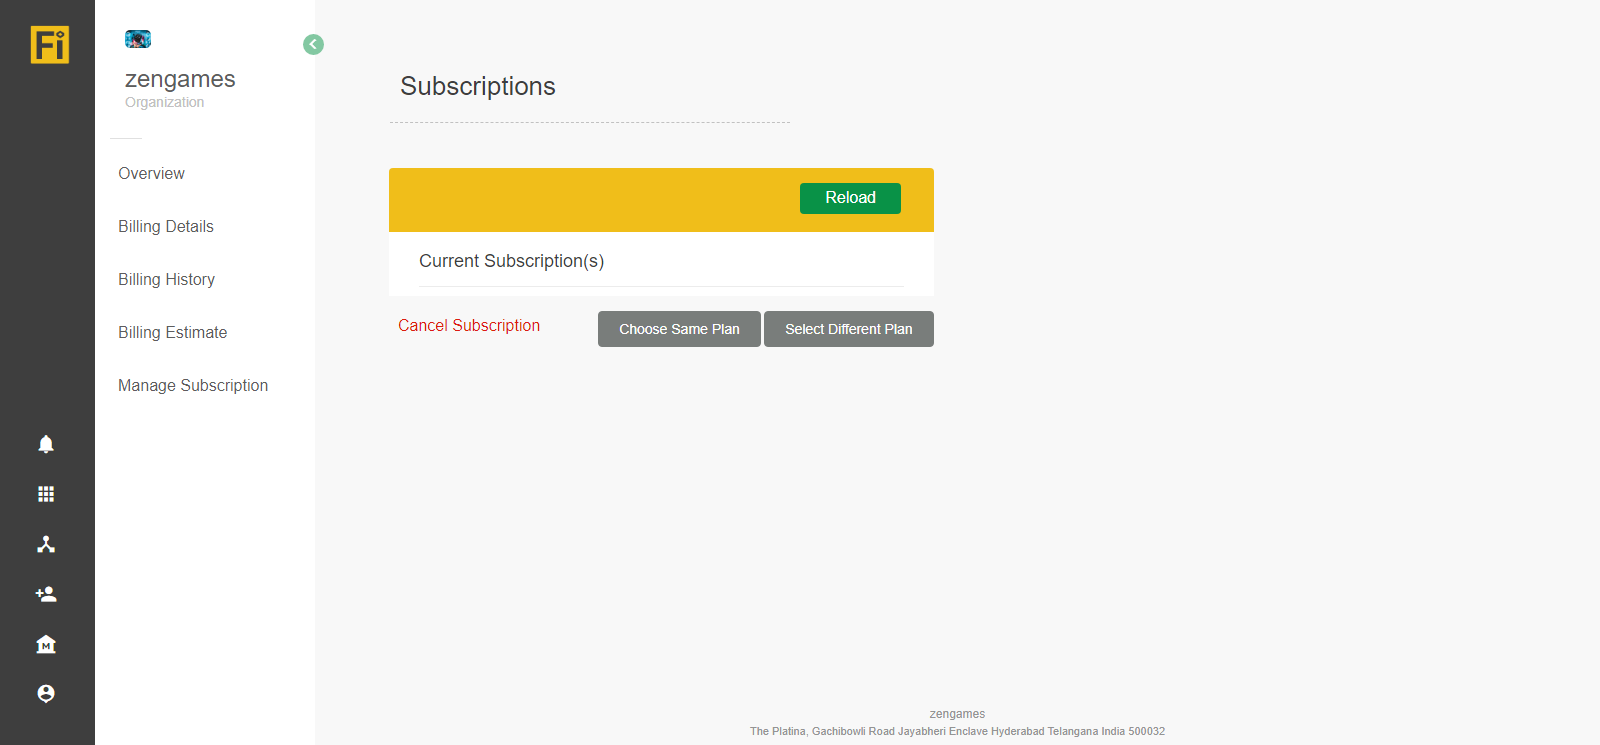 Fi
zengames
Organization
Overview
Billing Details
Billing History
Billing Estimate
Manage Subscription
Subscriptions
Reload
Current Subscription(s)
Cancel Subscription
Choose Same Plan
Select Different Plan
M
zengames
The Platina, Gachibowli Road Jayabheri Enclave Hyderabad Telangana India 500032